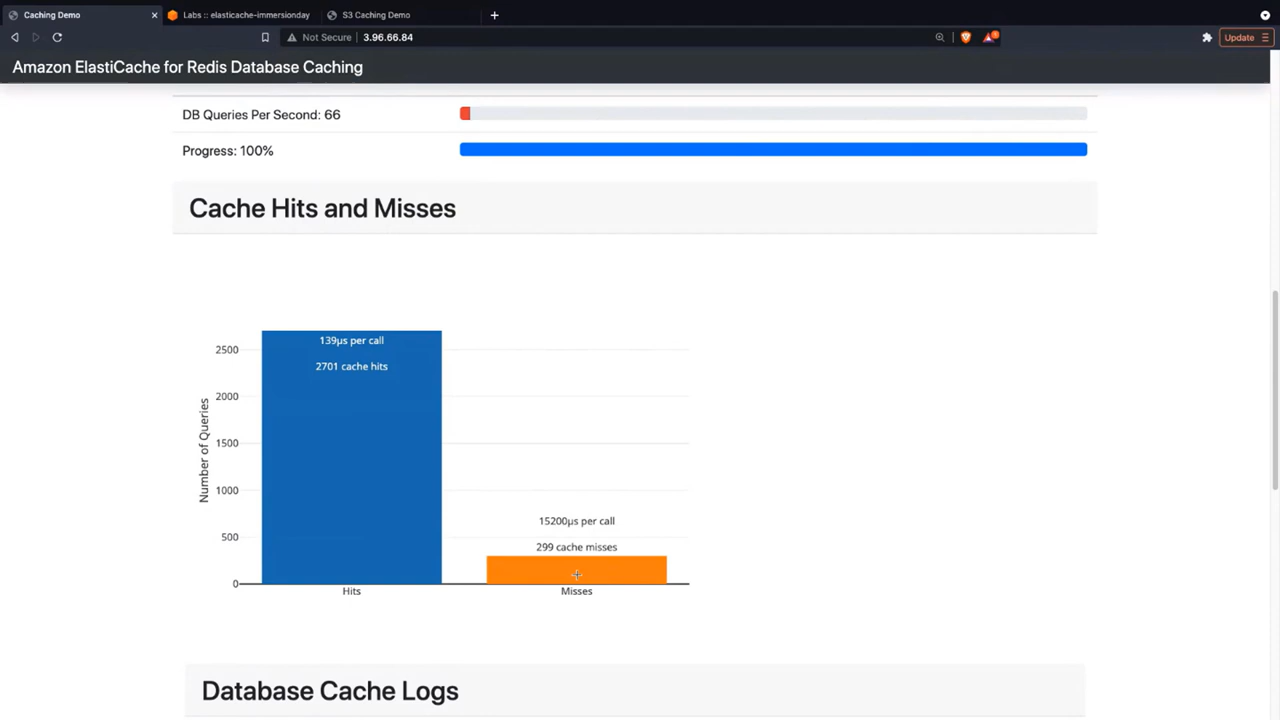 Caching Demo
Labs :: elasticache-immersionday
S3 Caching Demo
Not Secure
3.96.66.84
Update
Amazon ElastiCache for Redis Database Caching
DB Queries Per Second: 66
Progress: 100%
Cache Hits and Misses
Number of Queries
2500
2000
1500
1000
500
0
139µs per call
2701 cache hits
15200µs per call
299 cache misses
Hits
Misses
Database Cache Logs